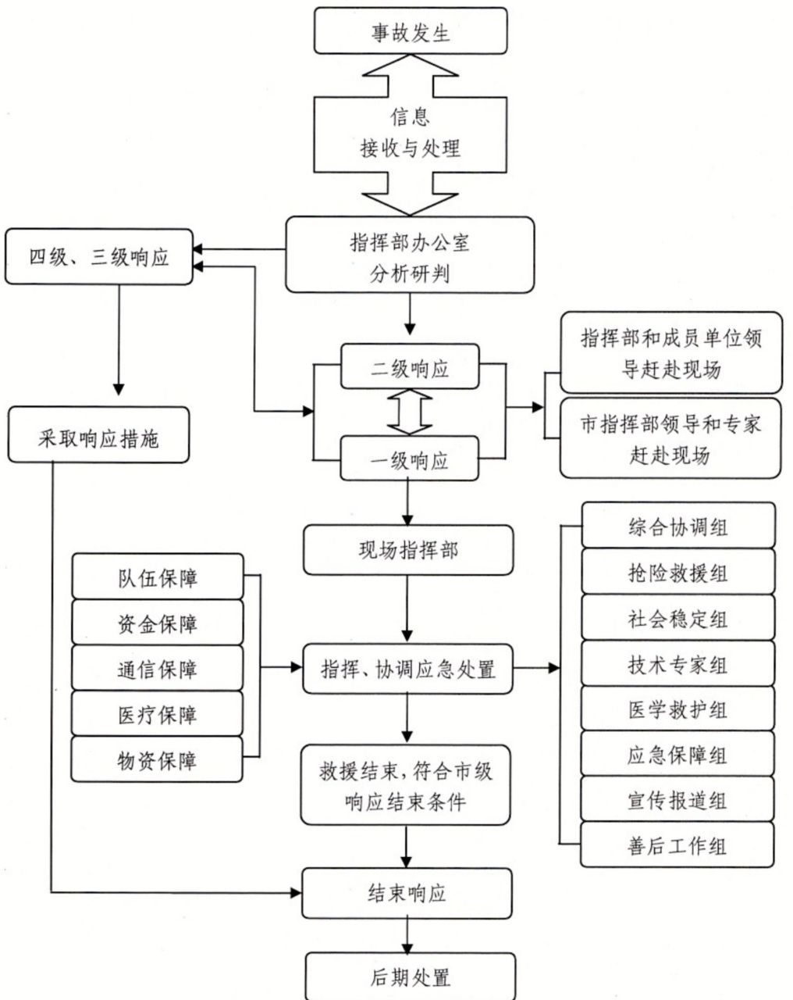 事故发生
信息
接收与处理
指挥部办公室
分析研判
四级、三级响应
二级响应
一级响应
指挥部和成员单位领
导赶赴现场
市指挥部领导和专家
赶赴现场
采取响应措施
现场指挥部
队伍保障
资金保障
通信保障
医疗保障
物资保障
指挥、协调应急处置
综合协调组
抢险救援组
社会稳定组
技术专家组
医学救护组
应急保障组
宣传报道组
善后工作组
救援结束，符合市级
响应结束条件
结束响应
后期处置